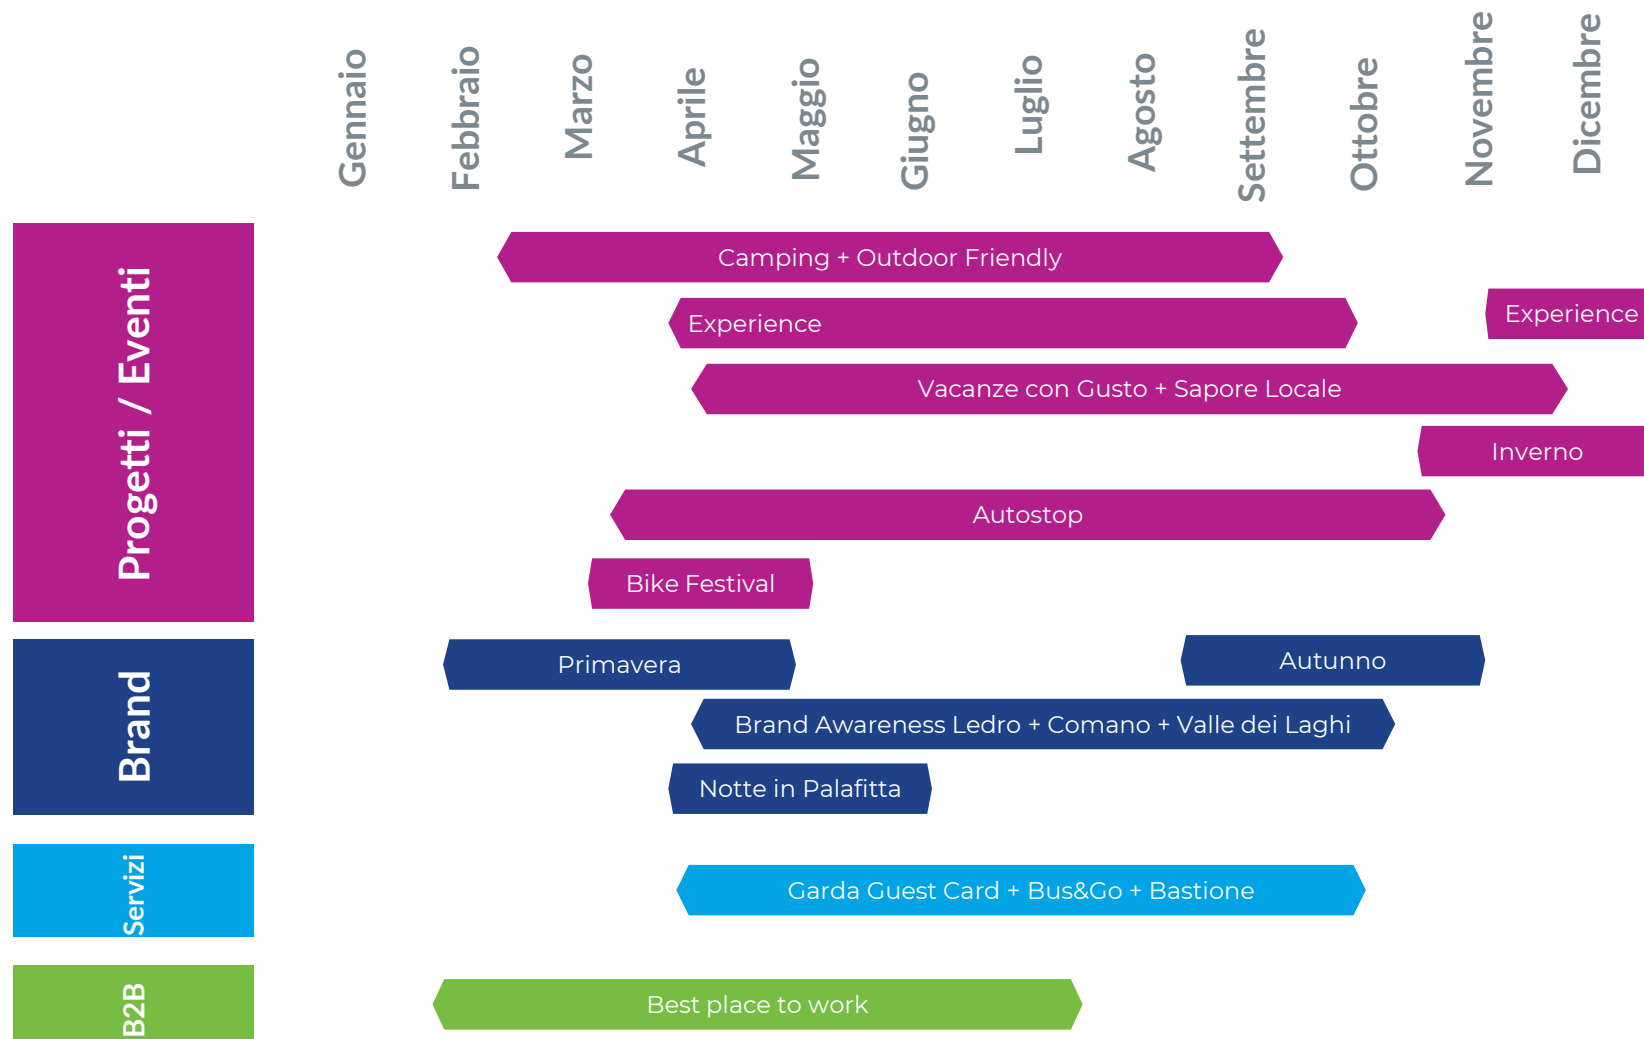 Gennaio
Febbraio
Marzo
Aprile
Maggio
Giugno
Luglio
Agosto
Settembre
Ottobre
Novembre
Dicembre
Progetti / Eventi
Camping + Outdoor Friendly
Experience
Experience
Vacanze con Gusto + Sapore Locale
Inverno
Autostop
Bike Festival
Brand
Primavera
Autunno
Brand Awareness Ledro + Comano + Valle dei Laghi
Notte in Palafitta
Servizi
Garda Guest Card + Bus&Go + Bastione
B2B
Best place to work